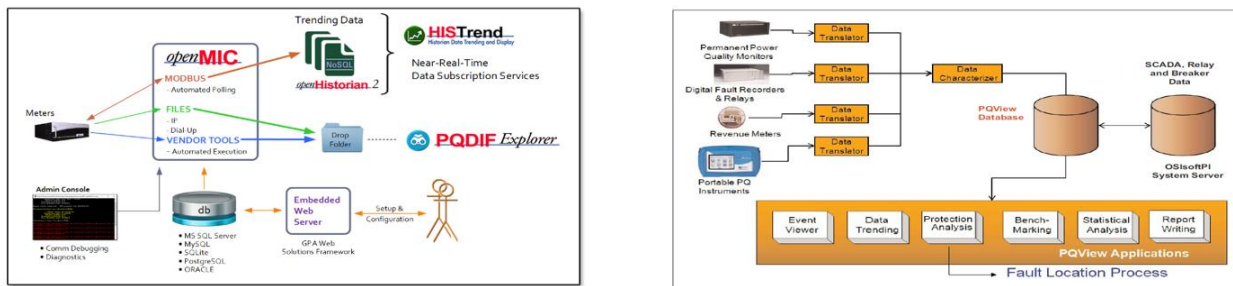 Trending Data
NoSQL
openHistorian 2
HISTrend
Historian Data Trending and Display
Near-Real-Time
Data Subscription Services
openMIC
MODBUS
- Automated Polling
FILES
- IP
- Dial-Up
VENDOR TOOLS
- Automated Execution
Meters
Drop
Folder
PQDIF Explorer
Admin Console
• Comm Debugging
• Diagnostics
db
• MS SQL Server
• MySQL
• SQLite
• PostgreSQL
• ORACLE
Embedded
Web
Server
GPA Web
Solutions Framework
Setup &
Configuration
Permanent Power
Quality Monitors
Data
Translator
Digital Fault Recorders
& Relays
Data
Translator
Revenue Meters
Data
Translator
Portable PQ
Instruments
Data
Translator
Data
Characterizer
PQView
Database
SCADA, Relay
and Breaker
Data
OSIsoftPI
System Server
Event
Viewer
Data
Trending
Protection
Analysis
Bench-
Marking
Statistical
Analysis
Report
Writing
PQView Applications
Fault Location Process